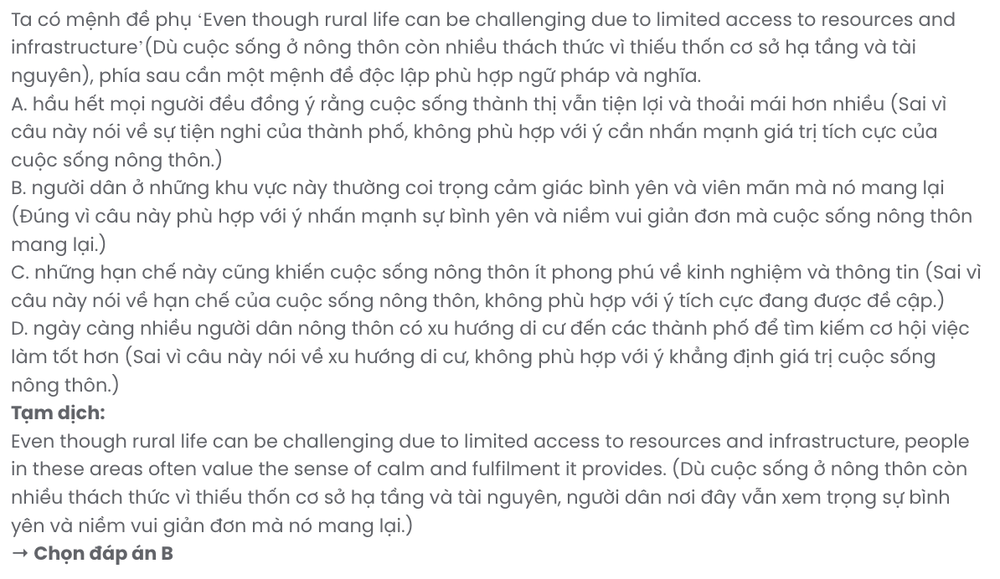 Ta có mệnh đề phụ ‘Even though rural life can be challenging due to limited access to resources and
infrastructure’(Dù cuộc sống ở nông thôn còn nhiều thách thức vì thiếu thốn cơ sở hạ tầng và tài
nguyên), phía sau cần một mệnh đề độc lập phù hợp ngữ pháp và nghĩa.
A. hầu hết mọi người đều đồng ý rằng cuộc sống thành thị vẫn tiện lợi và thoải mái hơn nhiều (Sai vì
câu này nói về sự tiện nghi của thành phố, không phù hợp với ý cần nhấn mạnh giá trị tích cực của
cuộc sống nông thôn.)
B. người dân ở những khu vực này thường coi trọng cảm giác bình yên và viên mãn mà nó mang lại
(Đúng vì câu này phù hợp với ý nhấn mạnh sự bình yên và niềm vui giản đơn mà cuộc sống nông thôn
mang lại.)
C. những hạn chế này cũng khiến cuộc sống nông thôn ít phong phú về kinh nghiệm và thông tin (Sai vì
câu này nói về hạn chế của cuộc sống nông thôn, không phù hợp với ý tích cực đang được đề cập.)
D. ngày càng nhiều người dân nông thôn có xu hướng di cư đến các thành phố để tìm kiếm cơ hội việc
làm tốt hơn (Sai vì câu này nói về xu hướng di cư, không phù hợp với ý khẳng định giá trị cuộc sống
nông thôn.)
Tạm dịch:
Even though rural life can be challenging due to limited access to resources and infrastructure, people
in these areas often value the sense of calm and fulfilment it provides. (Dù cuộc sống ở nông thôn còn
nhiều thách thức vì thiếu thốn cơ sở hạ tầng và tài nguyên, người dân nơi đây vẫn xem trọng sự bình
yên và niềm vui giản đơn mà nó mang lại.)
→ Chọn đáp án B